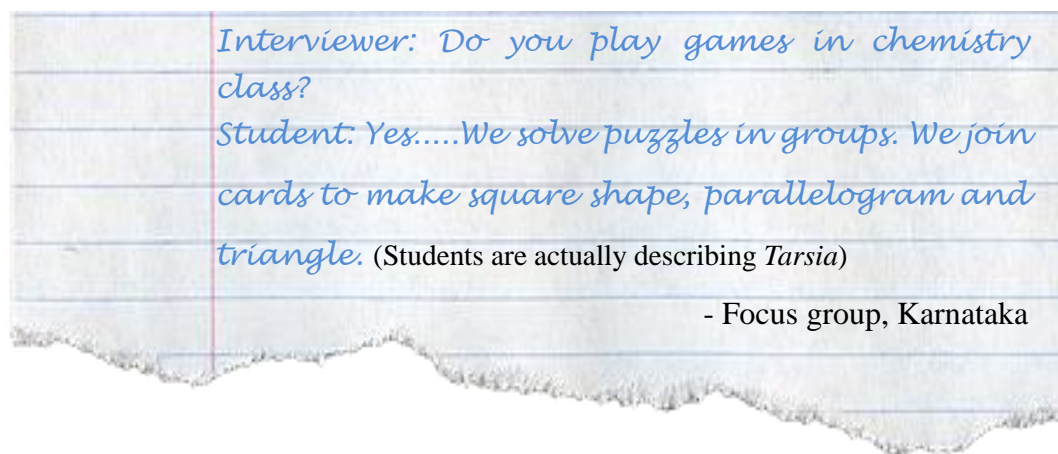 Interviewer: Do you play games in chemistry
class?
Student: Yes.....We solve puzzles in groups. We join
cards to make square shape, parallelogram and
triangle. (Students are actually describing Tarsia)
- Focus group, Karnataka